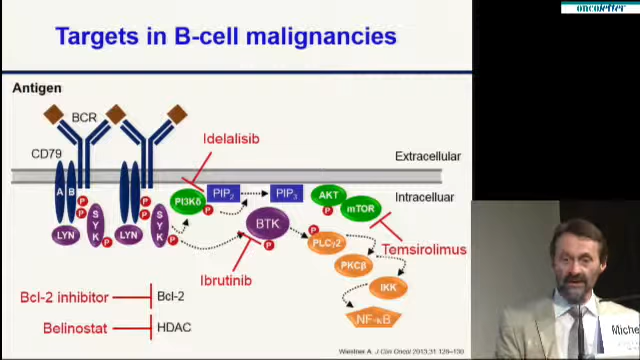 oncoletter
Targets in B-cell malignancies
Antigen
BCR
Idelalisib
CD79
Extracellular
A B
PI3Kδ
PIP2
PIP3
AKT
Intracelluar
P
P
P
P
P
P
mTOR
LYN
SYK
P
LYN
SYK
P
BTK
P
P
PLCγ2
Temsirolimus
PKCβ
Ibrutinib
IKK
Bcl-2 inhibitor
Bcl-2
NF-κB
Belinostat
HDAC
Wiestner A. J Clin Oncol 2013;31:128–130
Miche